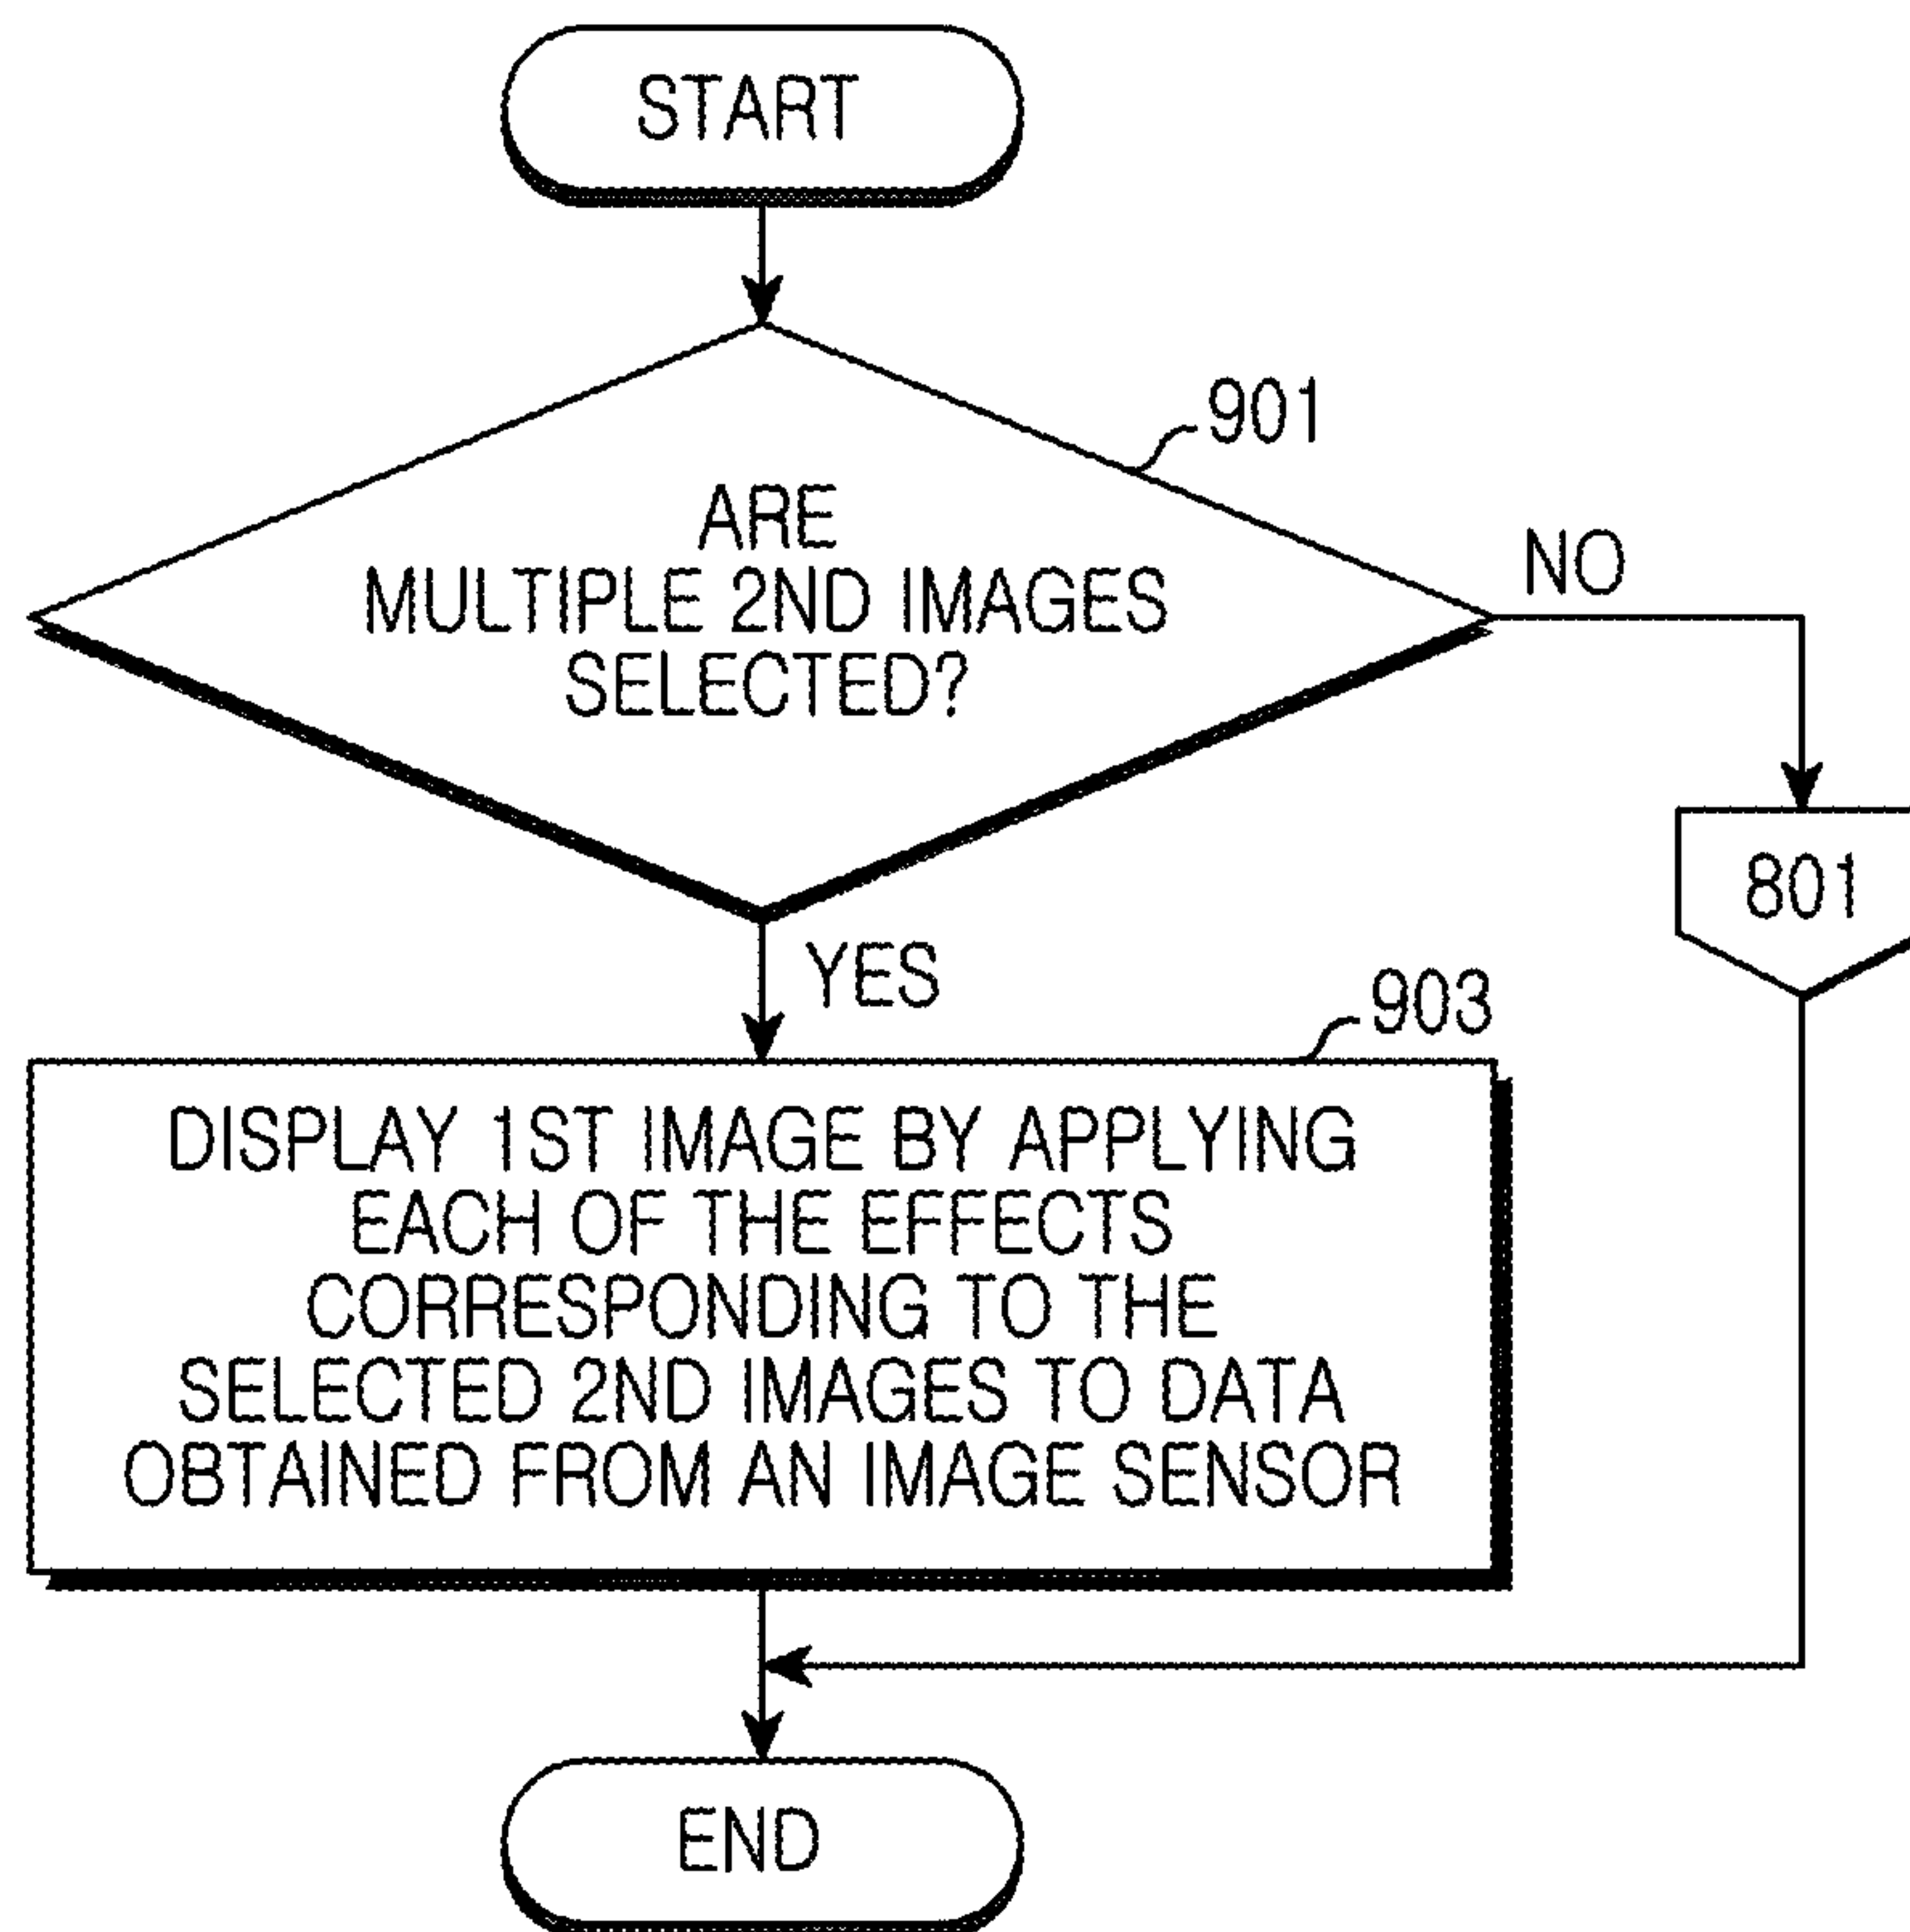 START
901
ARE
MULTIPLE 2ND IMAGES
SELECTED?
NO
801
YES
903
DISPLAY 1ST IMAGE BY APPLYING
EACH OF THE EFFECTS
CORRESPONDING TO THE
SELECTED 2ND IMAGES TO DATA
OBTAINED FROM AN IMAGE SENSOR
END